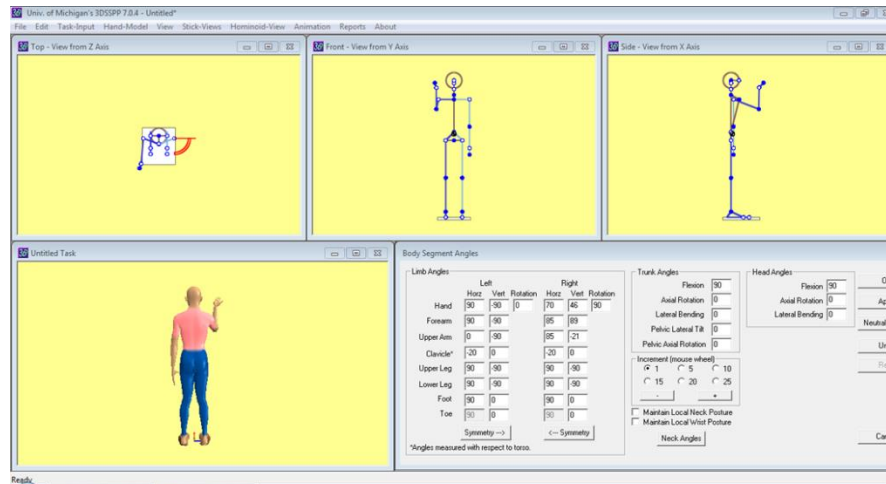 Univ. of Michigan's 3DSSPP 7.0.4 - Untitled*
File Edit Task-Input Hand-Model View Stick-Views Hominoid-View Animation Reports About
Top - View from Z Axis
Front - View from Y Axis
Side - View from X Axis
Untitled Task
Body Segment Angles
Limb Angles
Left Right
Horz Vert Rotation Horz Vert Rotation
Hand 90 -90 0 70 46 90
Forearm 90 -90 85 89
Upper Arm 0 -90 85 -21
Clavicle* -20 0 -20 0
Upper Leg 90 -90 90 -90
Lower Leg 90 -90 90 -90
Foot 90 0 90 0
Toe 90 0 90 0
Symmetry --> <-- Symmetry
*Angles measured with respect to torso.
Trunk Angles
Flexion 90
Axial Rotation 0
Lateral Bending 0
Pelvic Lateral Tilt 0
Pelvic Axial Rotation 0
Increment (mouse wheel)
1 5 10
15 20 25
- +
Maintain Local Neck Posture
Maintain Local Wrist Posture
Neck Angles
Head Angles
Flexion 90
Axial Rotation 0
Lateral Bending 0
Neutral
Ready